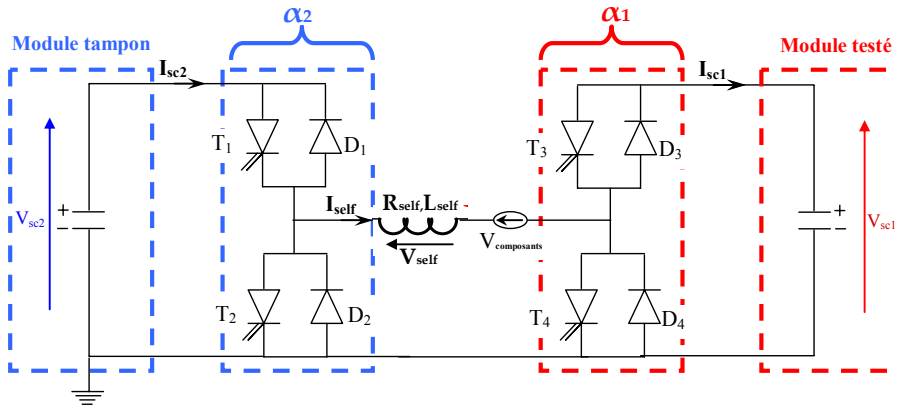 α2
α1
Module tampon
Module testé
Isc2
Isc1
T1
D1
T3
D3
Vsc2
+
−
Iself
Rself,Lself
Vself
Vcomposants
+
−
Vsc1
T2
D2
T4
D4